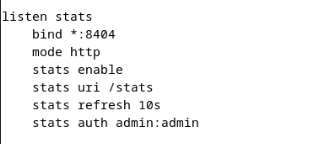 listen stats
    bind *:8404
    mode http
    stats enable
    stats uri /stats
    stats refresh 10s
    stats auth admin:admin